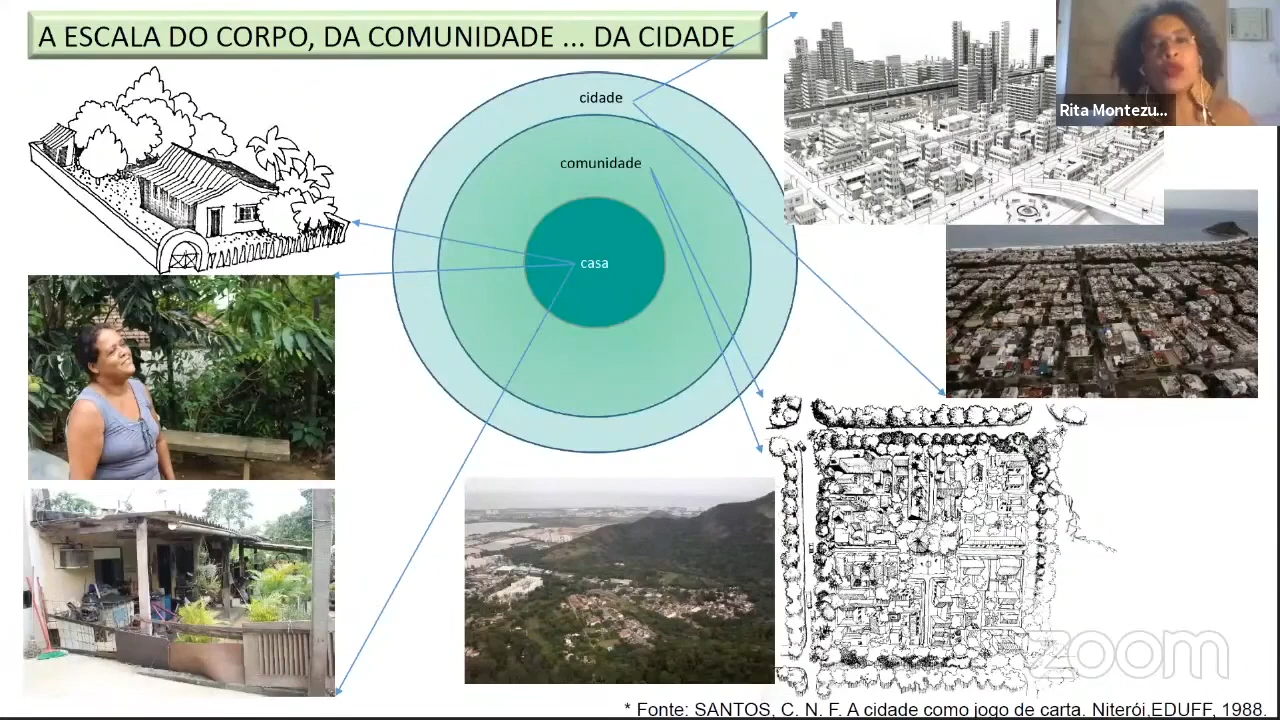 A ESCALA DO CORPO, DA COMUNIDADE ... DA CIDADE
cidade
Rita Montezu...
comunidade
casa
zoom
* Fonte: SANTOS, C. N. F. A cidade como jogo de carta. Niterói.EDUFF, 1988.